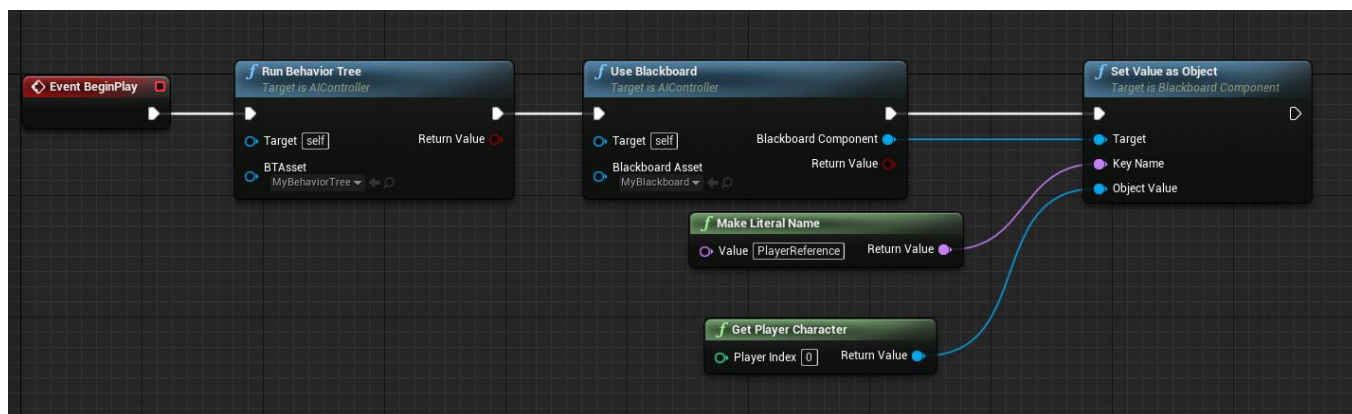 Event BeginPlay
Run Behavior Tree
Target is AIController
Target self
Return Value
BTAsset
MyBehaviorTree
Use Blackboard
Target is AIController
Target self
Blackboard Component
Blackboard Asset
Return Value
MyBlackboard
Set Value as Object
Target is Blackboard Component
Target
Key Name
Object Value
Make Literal Name
Value PlayerReference
Return Value
Get Player Character
Player Index 0
Return Value